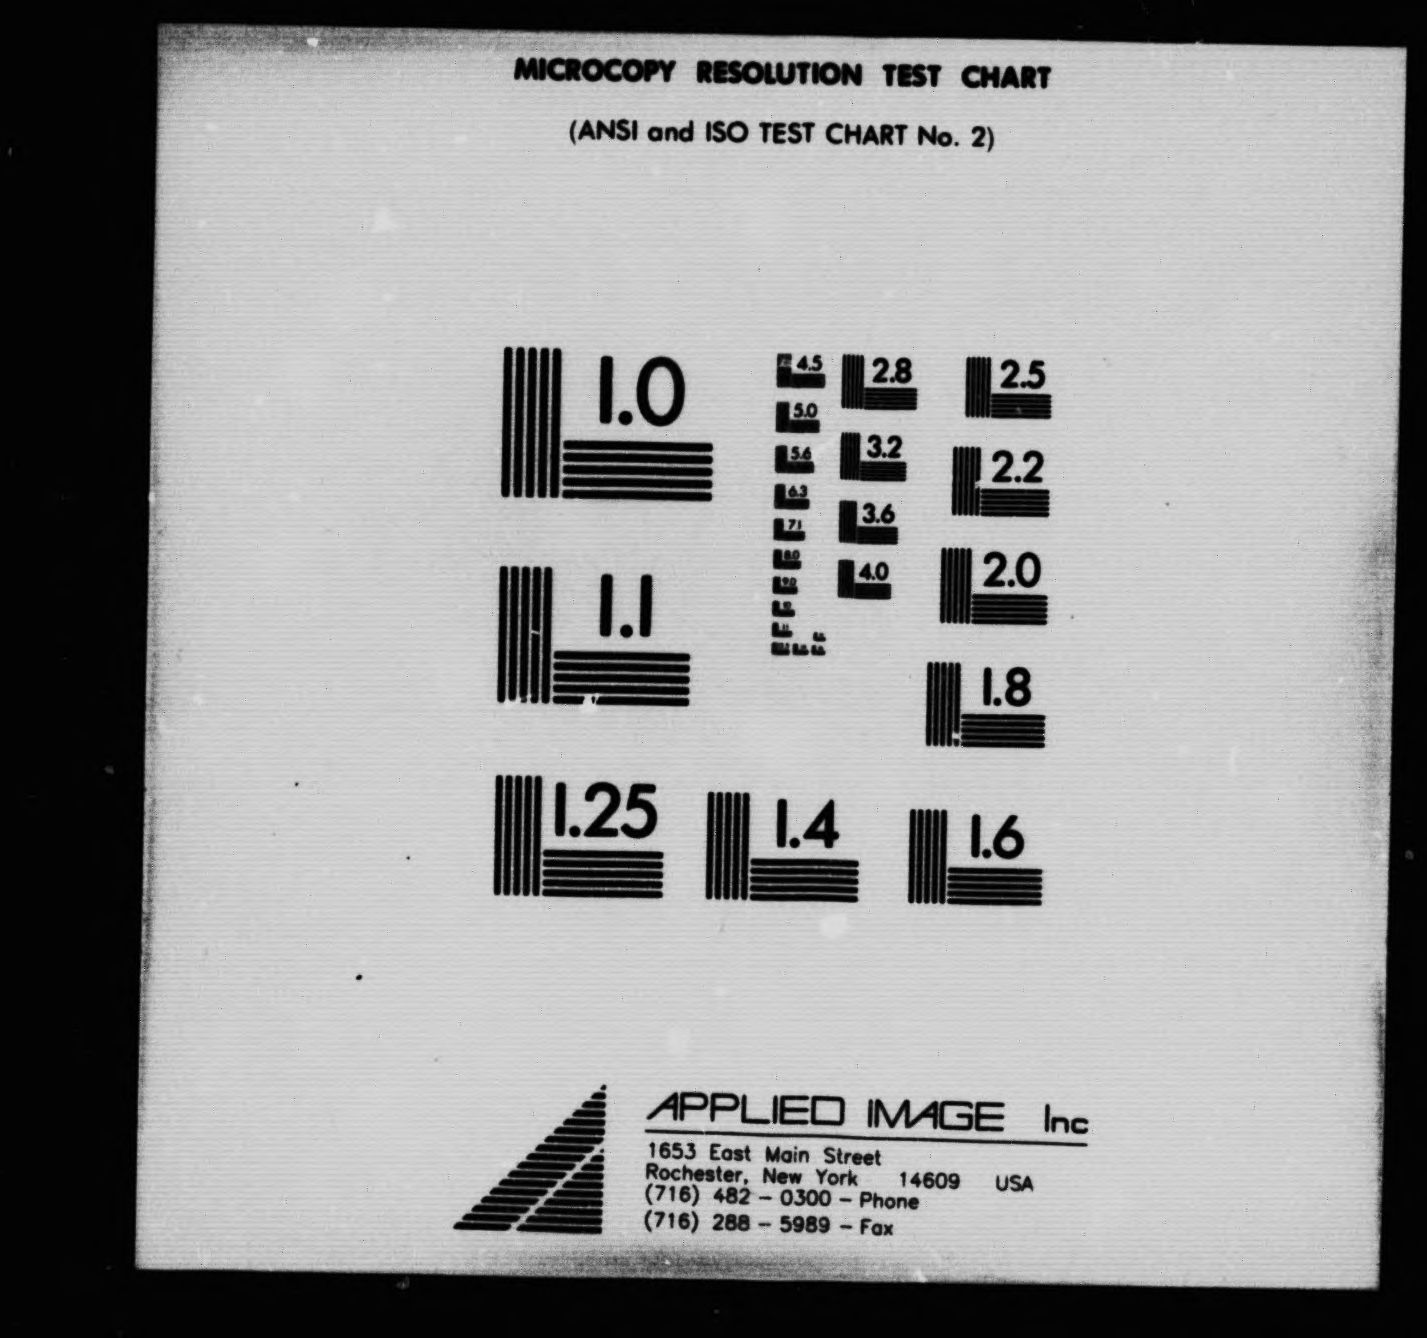 MICROCOPY RESOLUTION TEST CHART
(ANSI and ISO TEST CHART No. 2)
1.0
4.5
2.8
2.5
5.0
5.6
3.2
2.2
6.3
3.6
7.1
8.0
4.0
2.0
9.0
1.1
1.8
1.25
1.4
1.6
APPLIED IMAGE Inc
1653 East Main Street
Rochester, New York 14609 USA
(716) 482 - 0300 - Phone
(716) 288 - 5989 - Fax